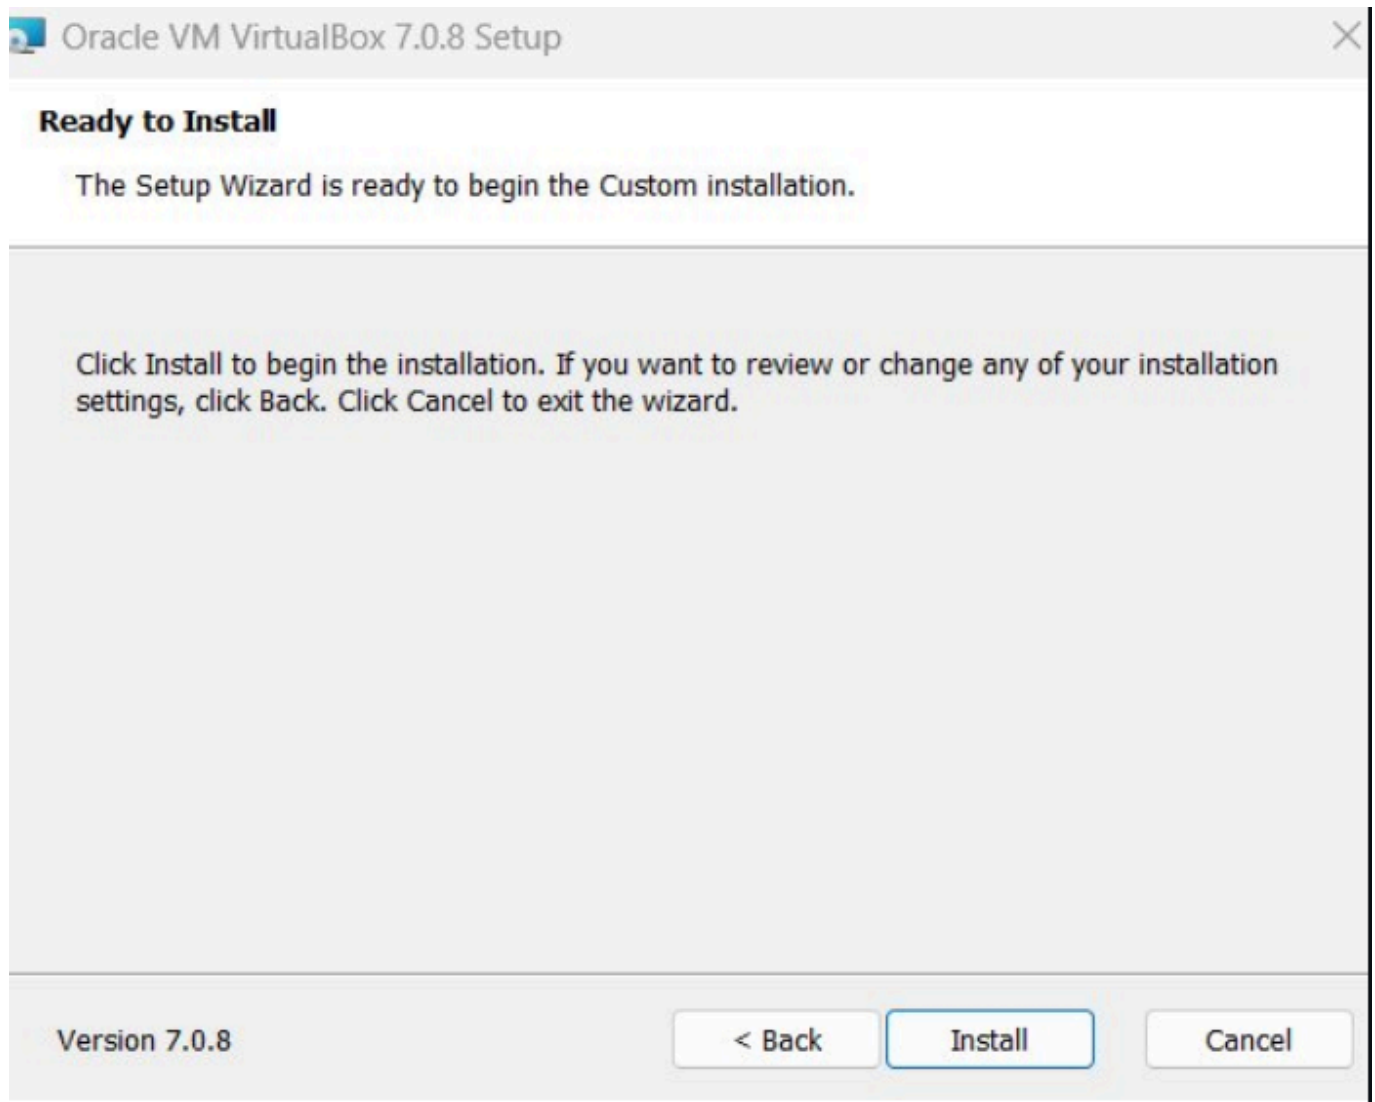 Oracle VM VirtualBox 7.0.8 Setup
Ready to Install
The Setup Wizard is ready to begin the Custom installation.
Click Install to begin the installation. If you want to review or change any of your installation
settings, click Back. Click Cancel to exit the wizard.
Version 7.0.8
< Back
Install
Cancel